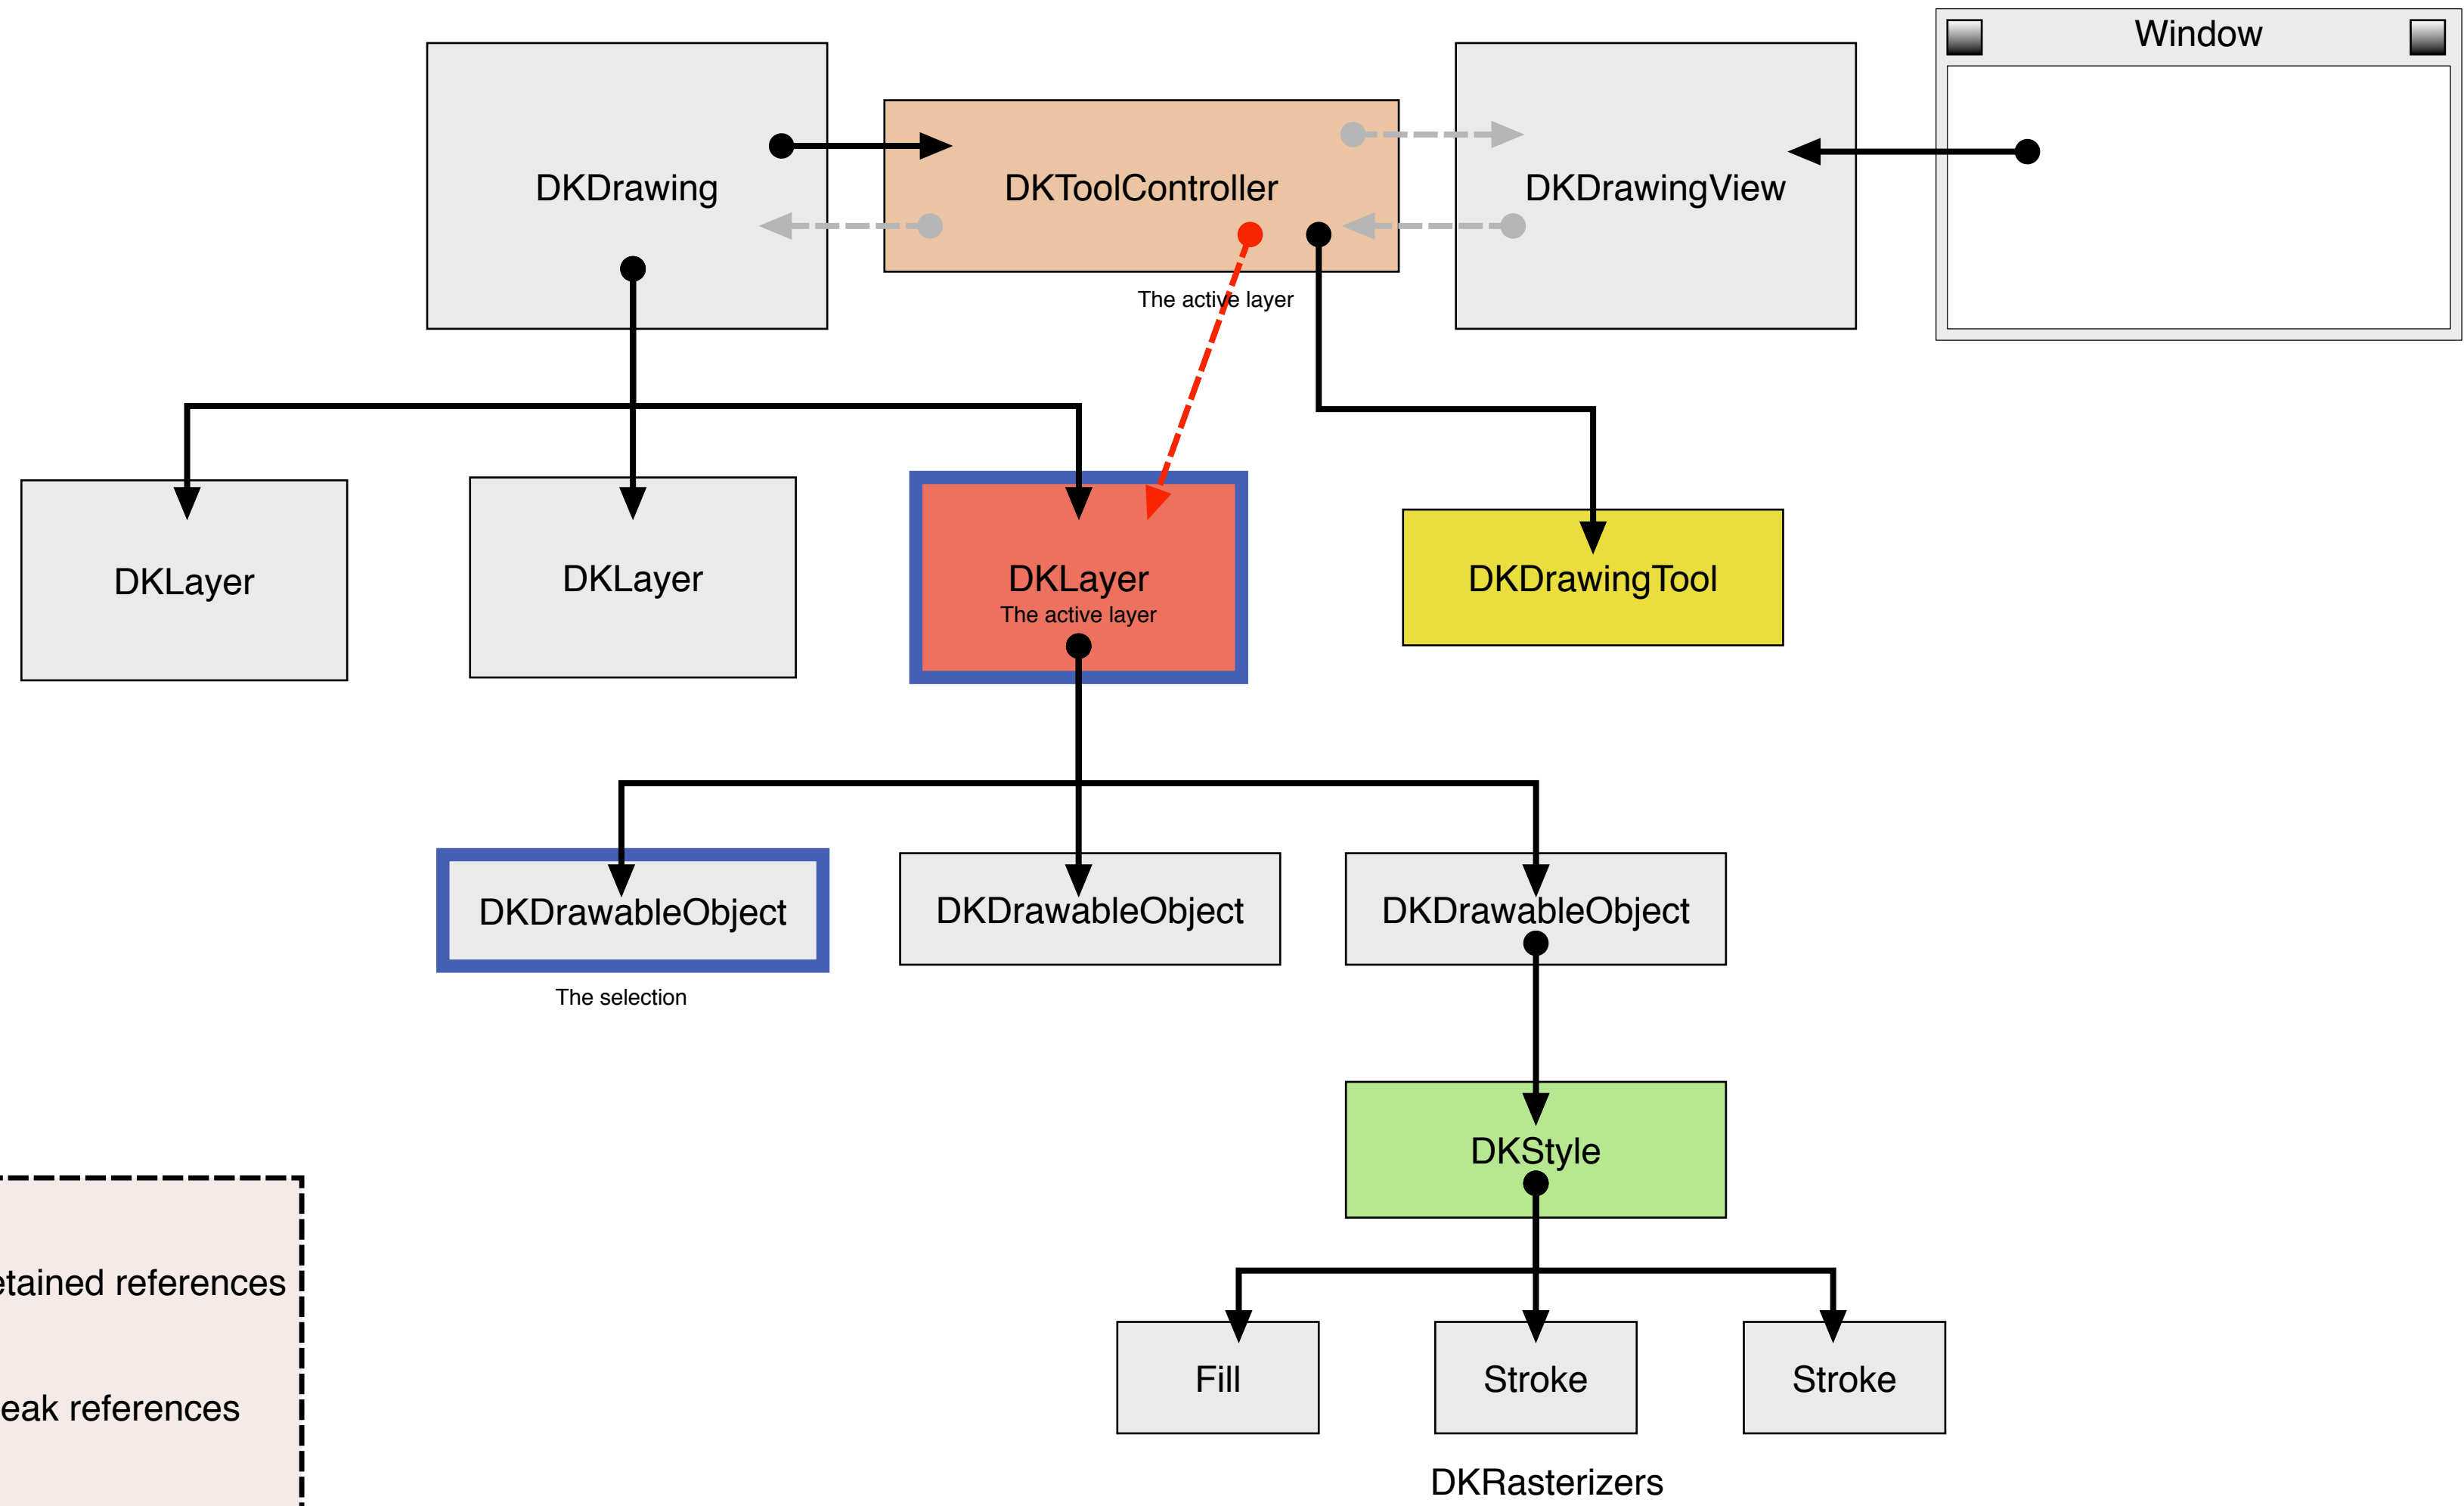 Window
DKDrawing
DKToolController
DKDrawingView
The active layer
DKLayer
DKLayer
DKLayer
The active layer
DKDrawingTool
DKDrawableObject
DKDrawableObject
DKDrawableObject
The selection
DKStyle
etained references
eak references
Fill
Stroke
Stroke
DKRasterizers